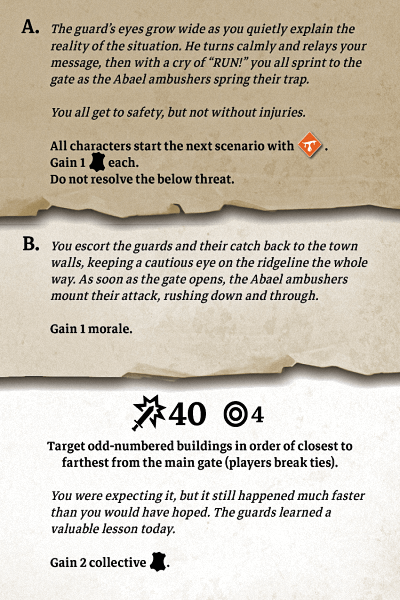 A. The guard's eyes grow wide as you quietly explain the
reality of the situation. He turns calmly and relays your
message, then with a cry of “RUN!” you all sprint to the
gate as the Abael ambushers spring their trap.
You all get to safety, but not without injuries.
All characters start the next scenario with .
Gain 1 each.
Do not resolve the below threat.
B. You escort the guards and their catch back to the town
walls, keeping a cautious eye on the ridgeline the whole
way. As soon as the gate opens, the Abael ambushers
mount their attack, rushing down and through.
Gain 1 morale.
40 4
Target odd-numbered buildings in order of closest to
farthest from the main gate (players break ties).
You were expecting it, but it still happened much faster
than you would have hoped. The guards learned a
valuable lesson today.
Gain 2 collective .